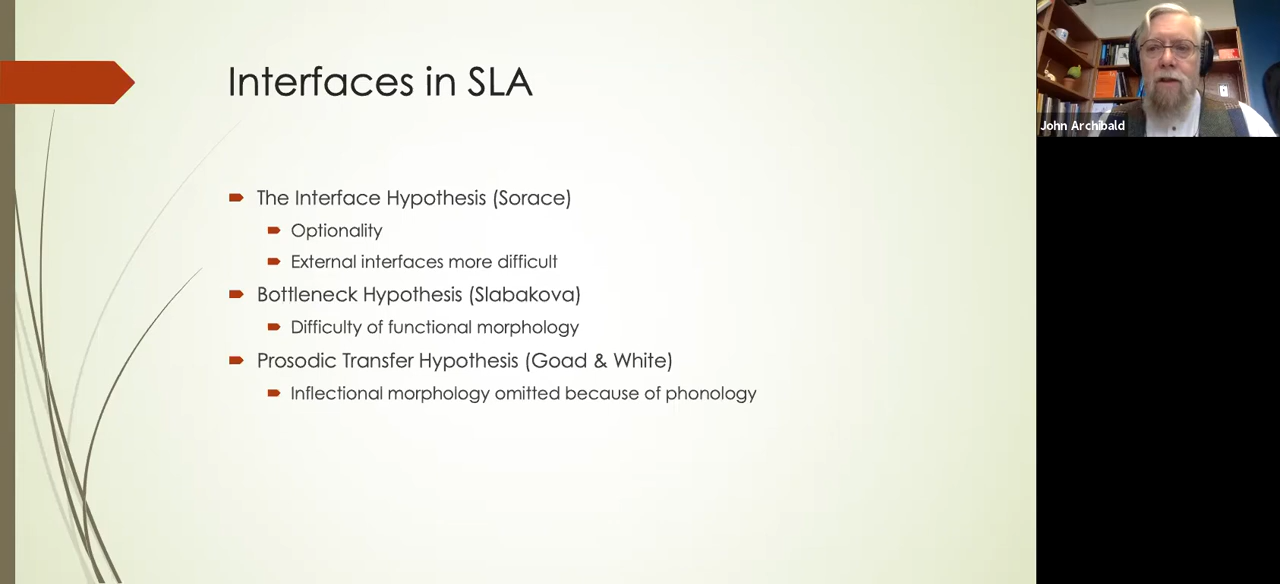 Interfaces in SLA
The Interface Hypothesis (Sorace)
Optionality
External interfaces more difficult
Bottleneck Hypothesis (Slabakova)
Difficulty of functional morphology
Prosodic Transfer Hypothesis (Goad & White)
Inflectional morphology omitted because of phonology
John Archibald